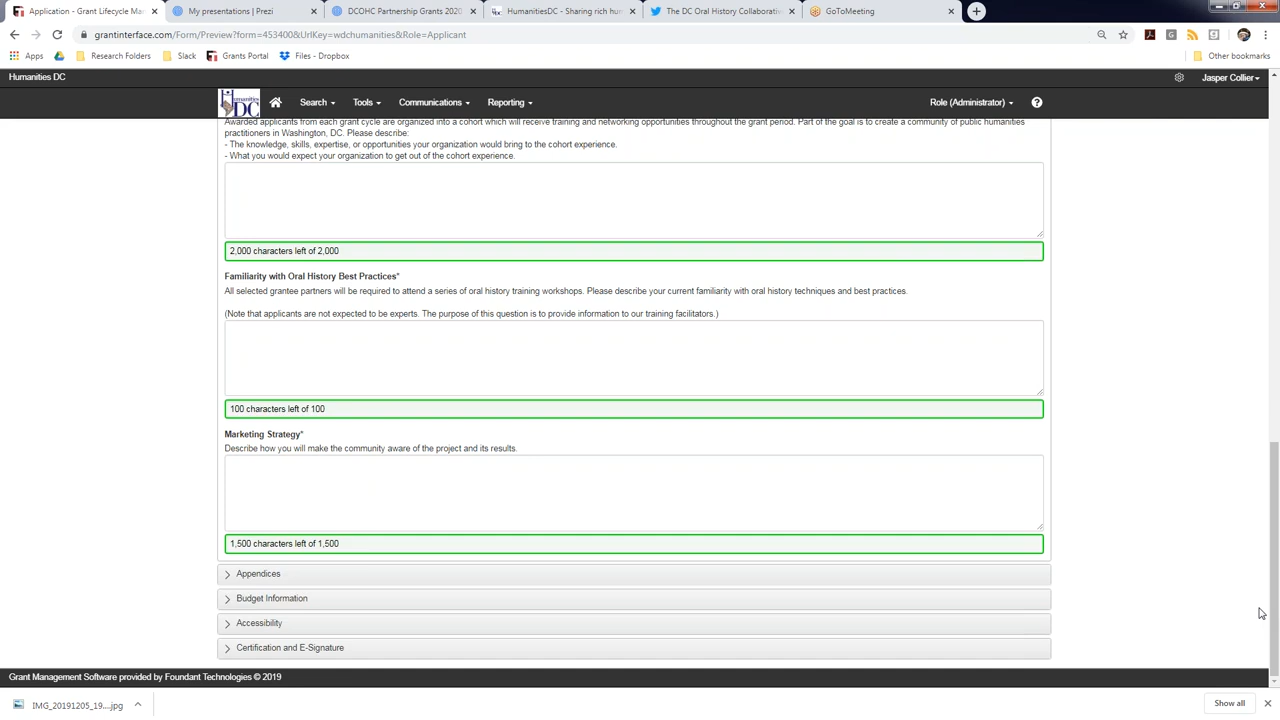 Application - Grant Lifecycle Ma
My presentations | Prezi
DCOHC Partnership Grants 2020
HumanitiesDC - Sharing rich hum
The DC Oral History Collaborativ
GoToMeeting
grantinterface.com/Form/Preview?form=453400&UrlKey=wdchumanities&Role=Applicant
Apps
Research Folders
Slack
Grants Portal
Files - Dropbox
Other bookmarks
Humanities DC
Jasper Collier
Humanities
DC
Search
Tools
Communications
Reporting
Role (Administrator)
Awarded applicants from each grant cycle are organized into a cohort which will receive training and networking opportunities throughout the grant period. Part of the goal is to create a community of public humanities
practitioners in Washington, DC. Please describe:
- The knowledge, skills, expertise, or opportunities your organization would bring to the cohort experience.
- What you would expect your organization to get out of the cohort experience.
2,000 characters left of 2,000
Familiarity with Oral History Best Practices*
All selected grantee partners will be required to attend a series of oral history training workshops. Please describe your current familiarity with oral history techniques and best practices.
(Note that applicants are not expected to be experts. The purpose of this question is to provide information to our training facilitators.)
100 characters left of 100
Marketing Strategy*
Describe how you will make the community aware of the project and its results.
1,500 characters left of 1,500
Appendices
Budget Information
Accessibility
Certification and E-Signature
Grant Management Software provided by Foundant Technologies © 2019
IMG_20191205_19....jpg
Show all